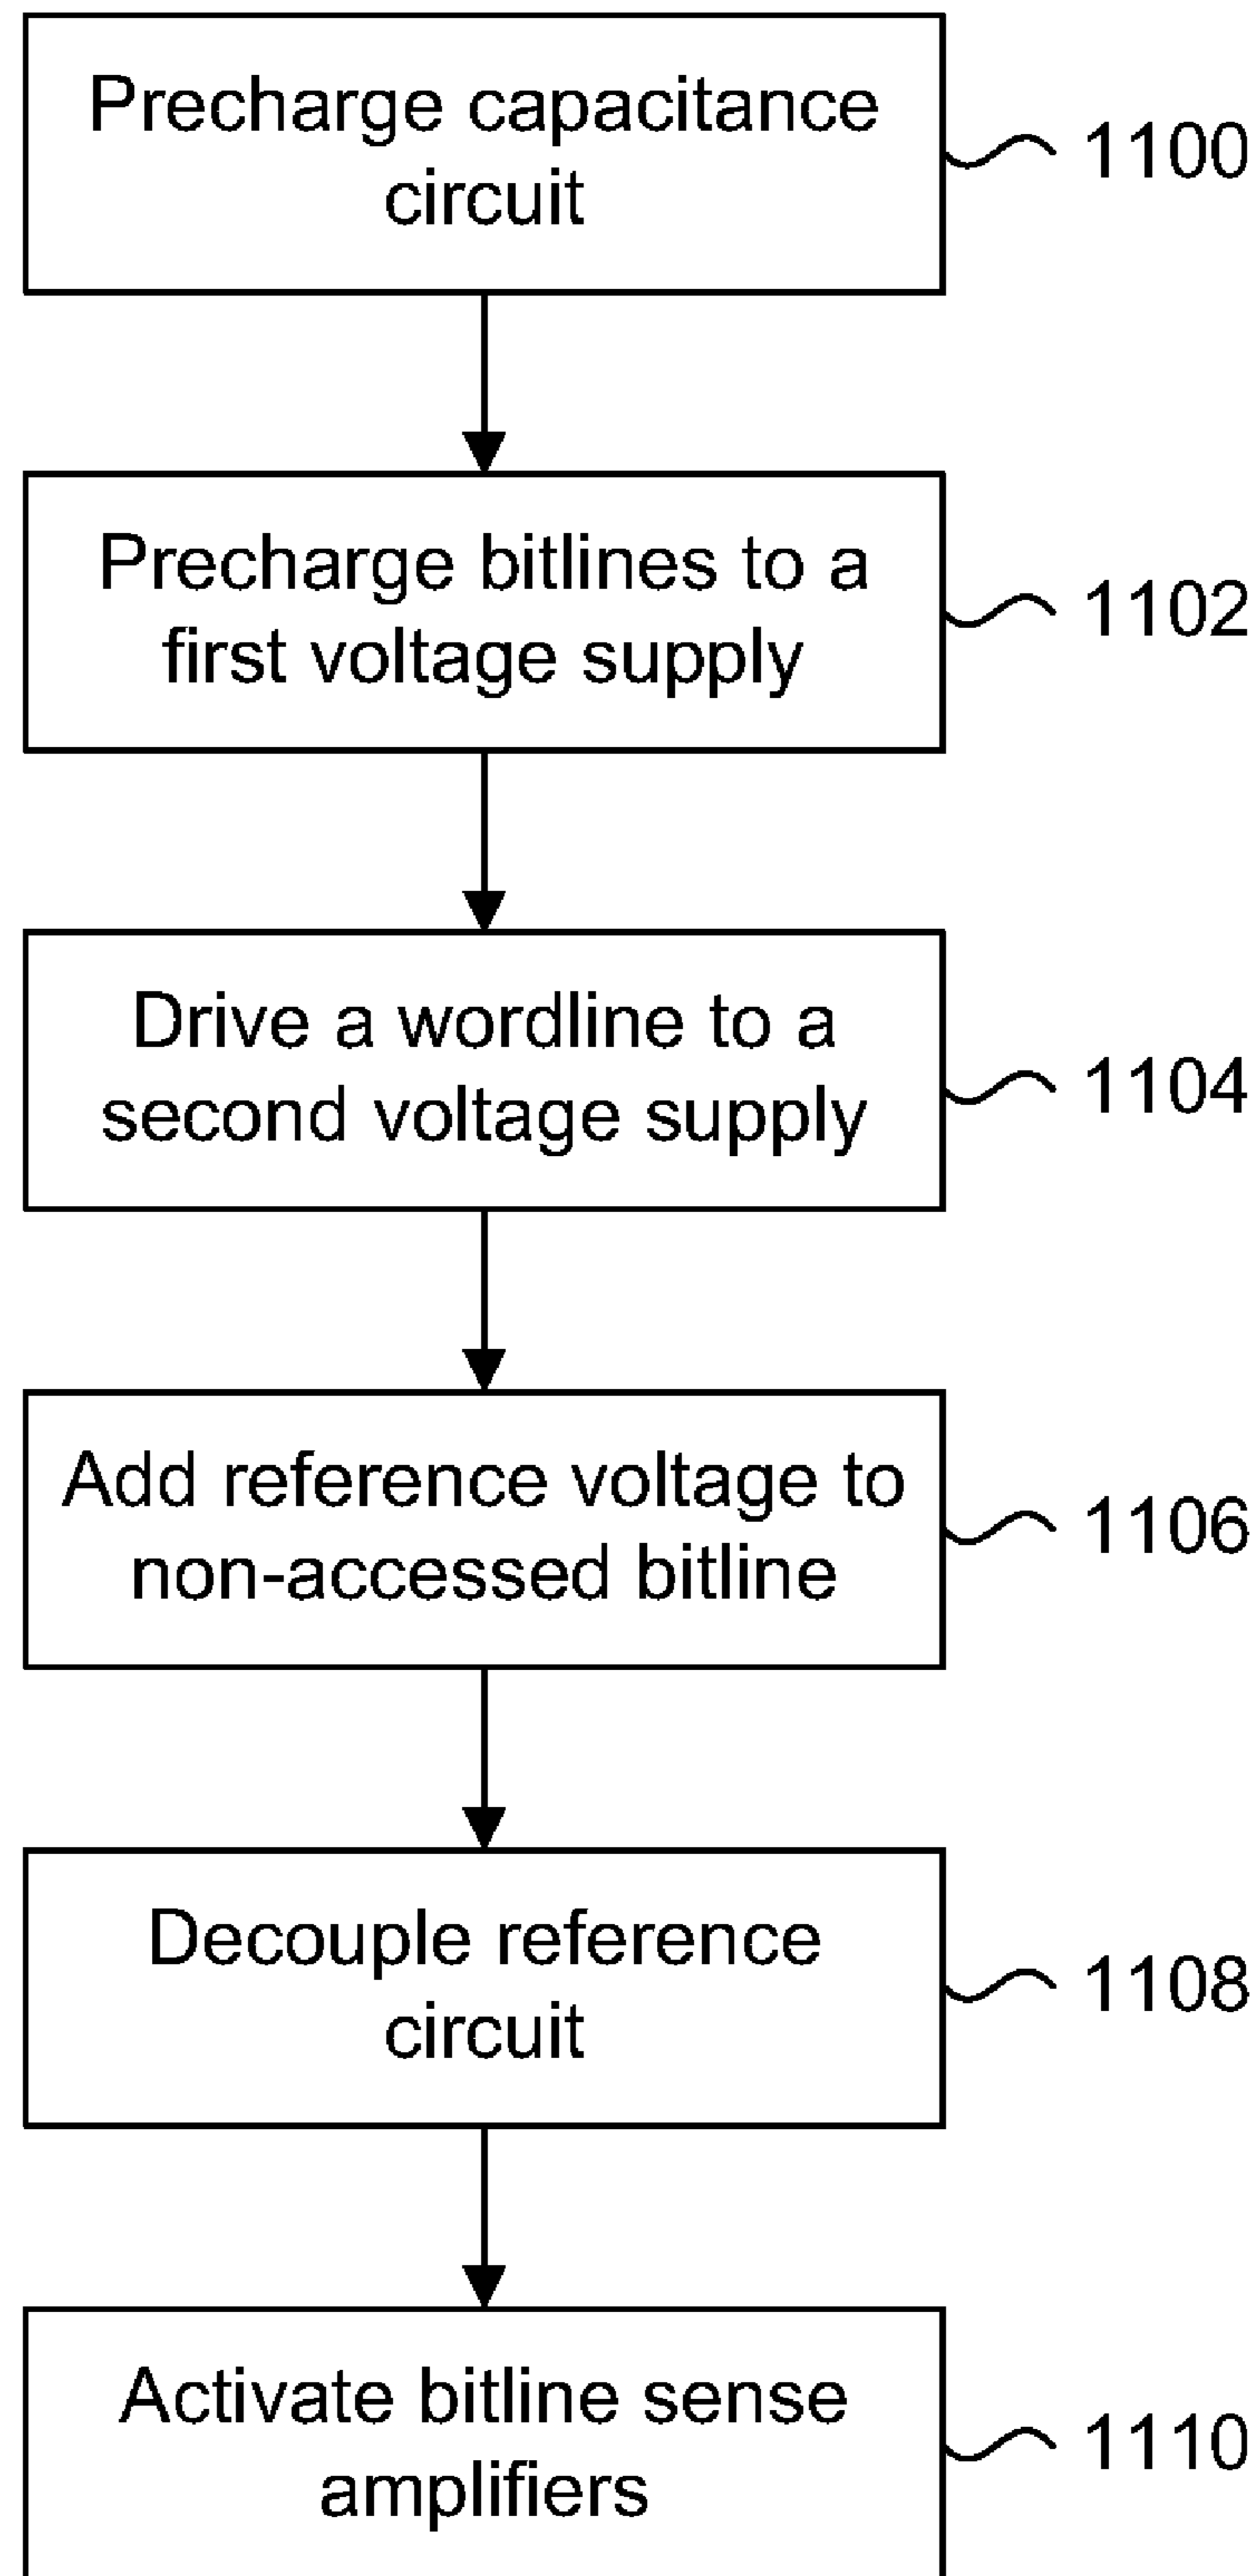 Precharge capacitance
circuit
1100
Precharge bitlines to a
first voltage supply
1102
Drive a wordline to a
second voltage supply
1104
Add reference voltage to
non-accessed bitline
1106
Decouple reference
circuit
1108
Activate bitline sense
amplifiers
1110